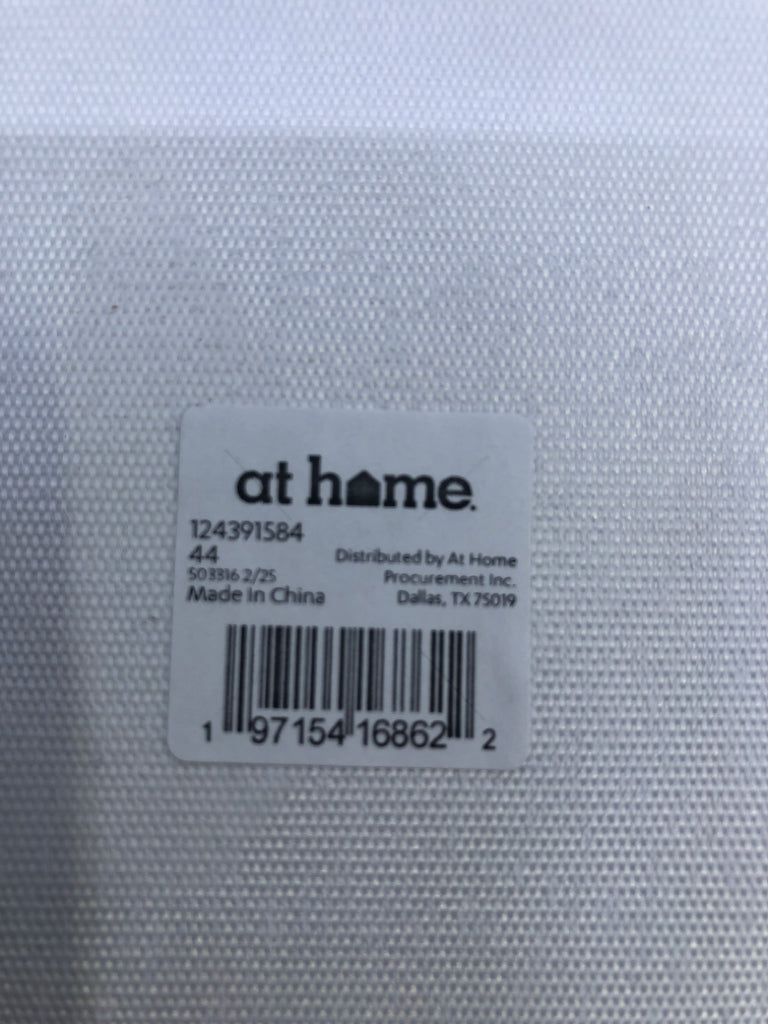 at home.
124391584
44
503316 2/25
Made In China
Distributed by At Home
Procurement Inc.
Dallas, TX 75019
1 97154 16862 2